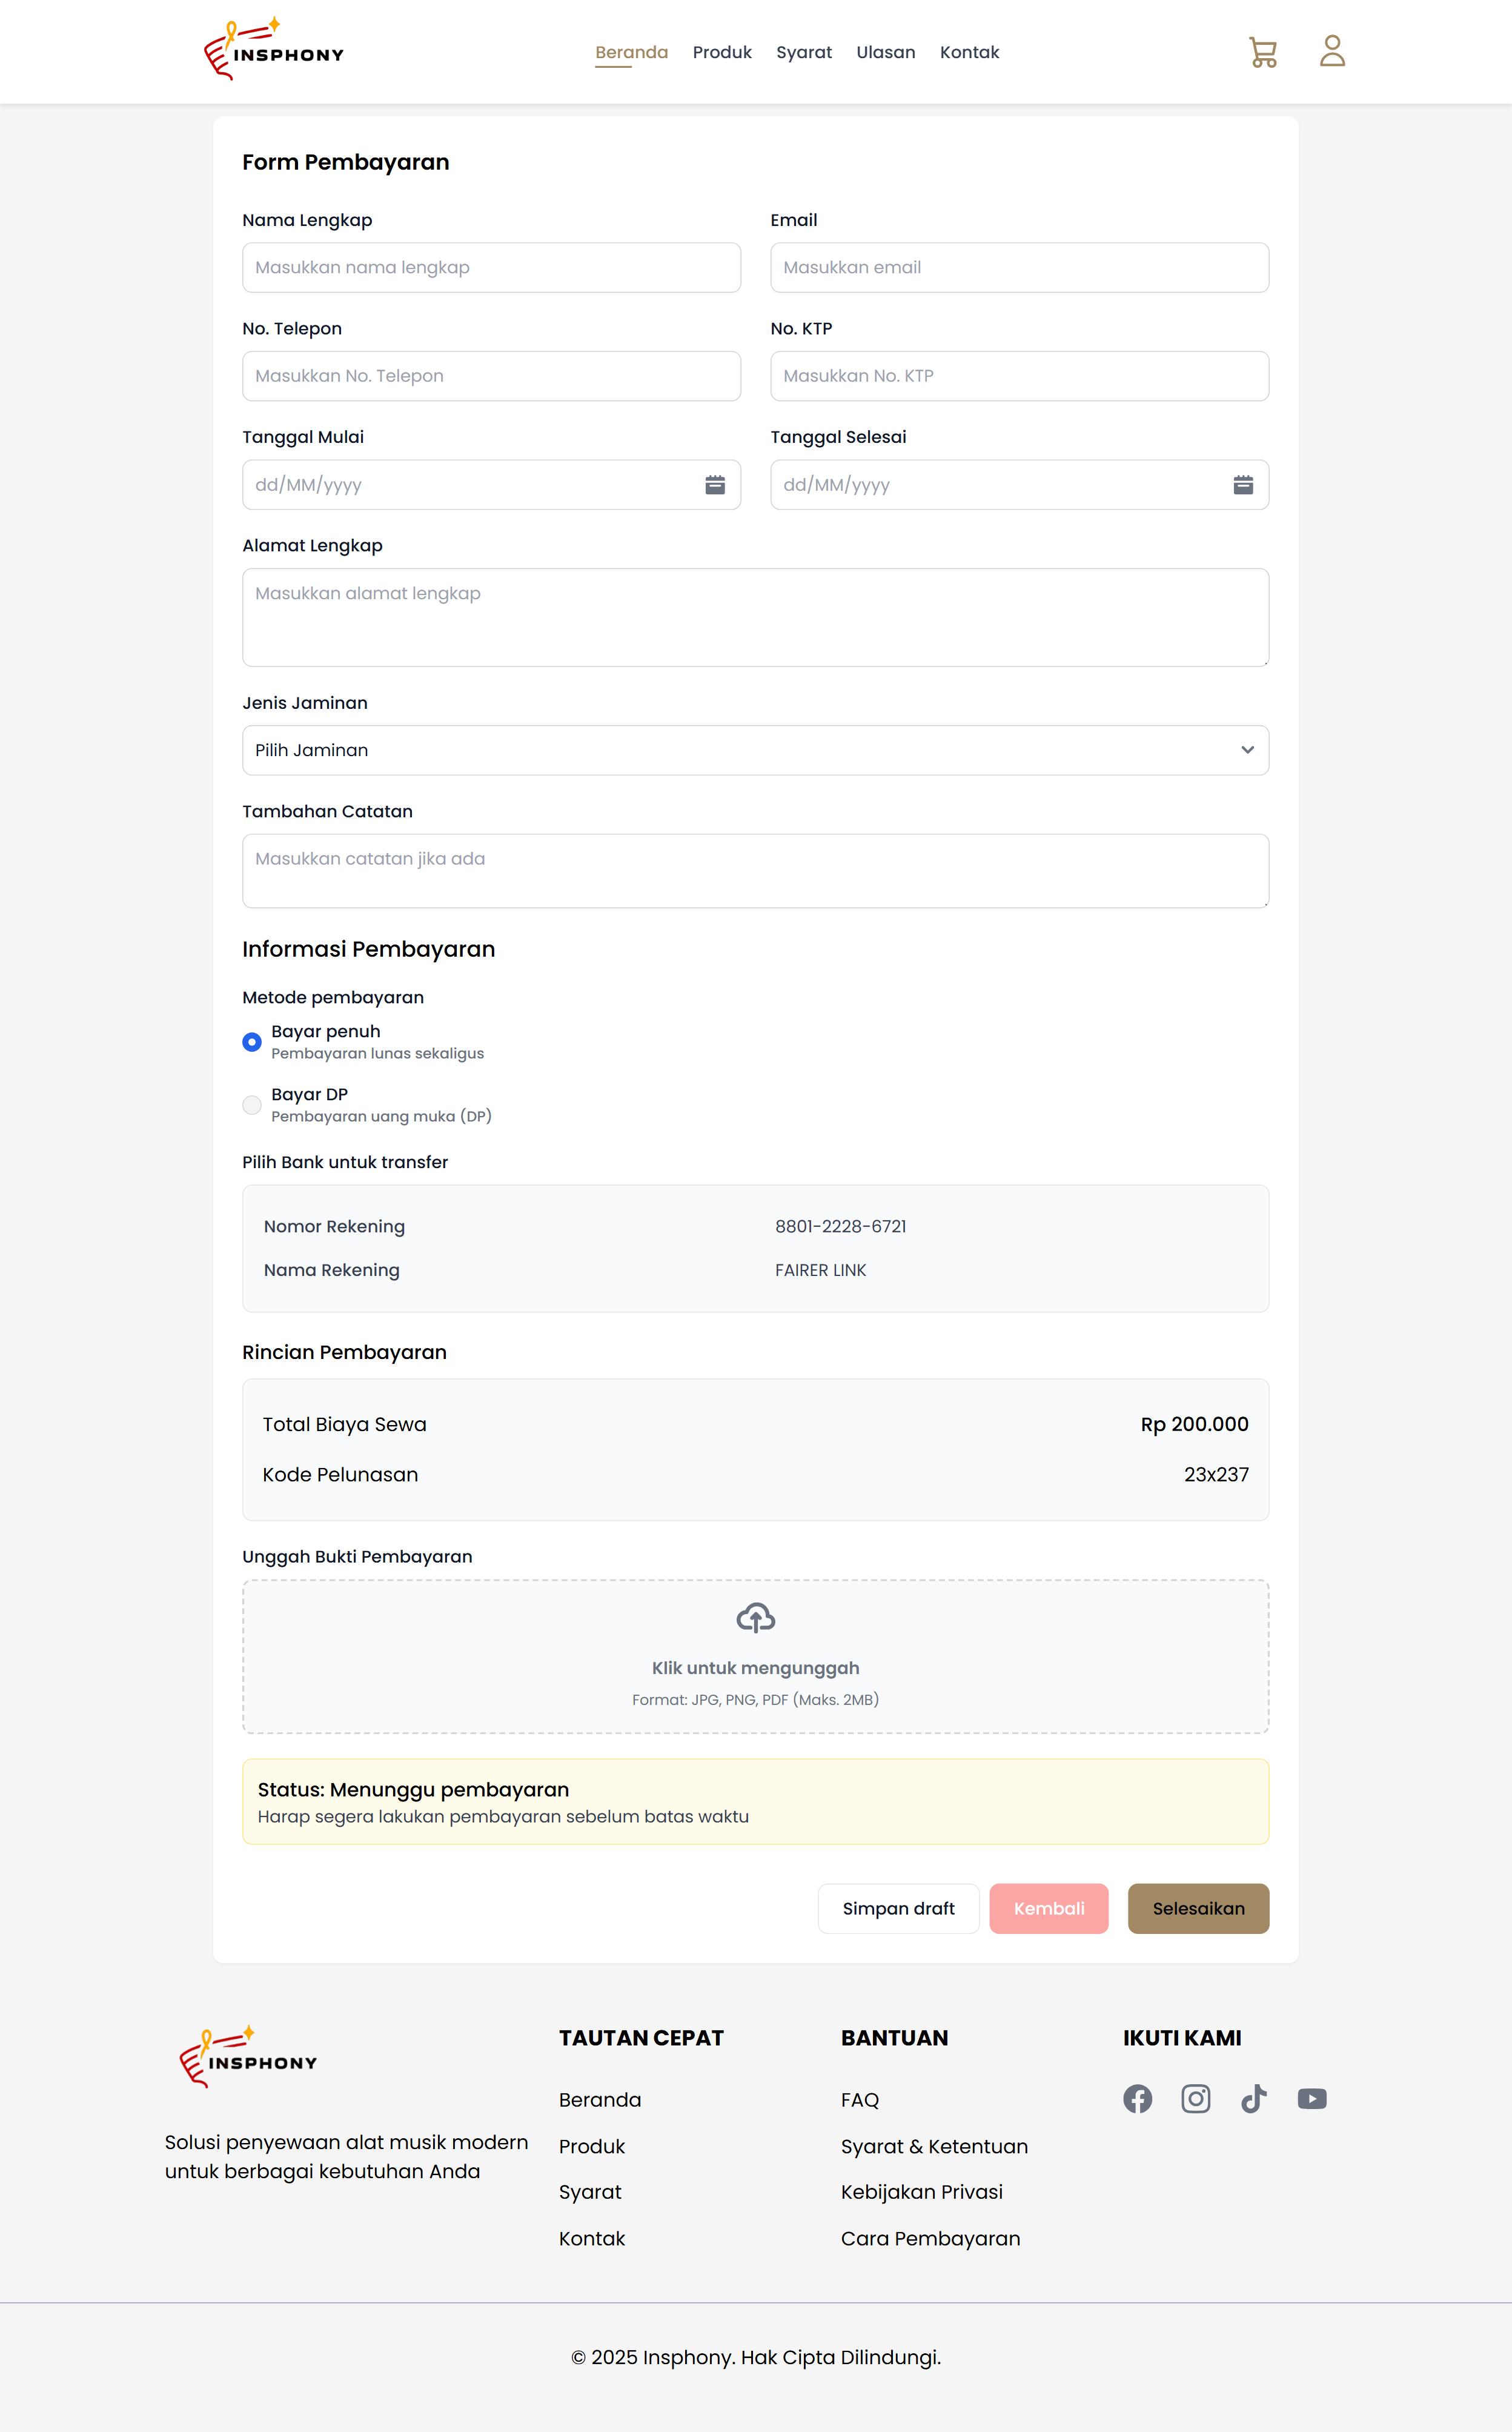 INSPHONY
Beranda Produk Syarat Ulasan Kontak
Form Pembayaran
Nama Lengkap Email
Masukkan nama lengkap Masukkan email
No. Telepon No. KTP
Masukkan No. Telepon Masukkan No. KTP
Tanggal Mulai Tanggal Selesai
dd/MM/yyyy dd/MM/yyyy
Alamat Lengkap
Masukkan alamat lengkap
Jenis Jaminan
Pilih Jaminan
Tambahan Catatan
Masukkan catatan jika ada
Informasi Pembayaran
Metode pembayaran
Bayar penuh
Pembayaran lunas sekaligus
Bayar DP
Pembayaran uang muka (DP)
Pilih Bank untuk transfer
Nomor Rekening 8801-2228-6721
Nama Rekening FAIRER LINK
Rincian Pembayaran
Total Biaya Sewa Rp 200.000
Kode Pelunasan 23x237
Unggah Bukti Pembayaran
Klik untuk mengunggah
Format: JPG, PNG, PDF (Maks. 2MB)
Status: Menunggu pembayaran
Harap segera lakukan pembayaran sebelum batas waktu
Simpan draft Kembali Selesaikan
INSPHONY
Solusi penyewaan alat musik modern
untuk berbagai kebutuhan Anda
TAUTAN CEPAT
Beranda
Produk
Syarat
Kontak
BANTUAN
FAQ
Syarat & Ketentuan
Kebijakan Privasi
Cara Pembayaran
IKUTI KAMI
© 2025 Insphony. Hak Cipta Dilindungi.